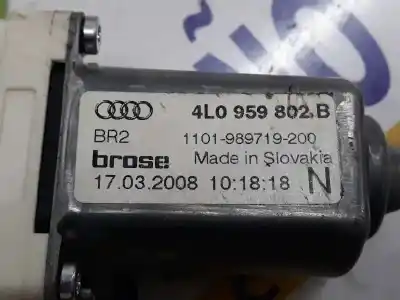 4L0 959 802.B
BR2 1101-989719-200
brose Made in Slovakia
17.03.2008 10:18:18 N